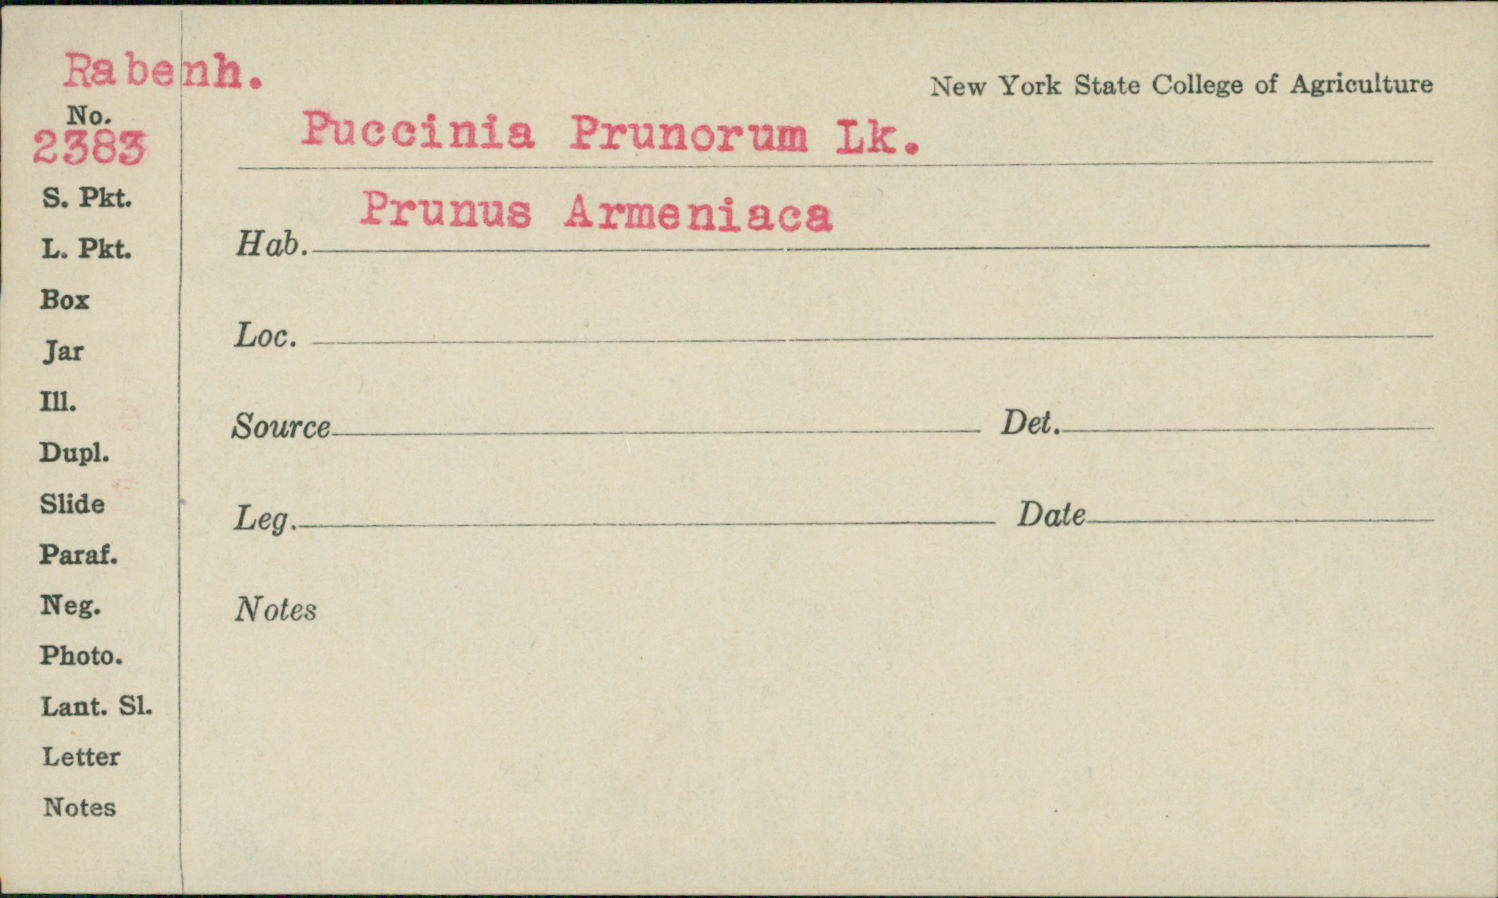 Rabenh.
New York State College of Agriculture
No.
2383
Puccinia Prunorum Lk.
Prunus Armeniaca
S. Pkt.
Hab.
L. Pkt.
Box
Loc.
Jar
Ill.
Source
Det.
Dupl.
Slide
Leg.
Date
Paraf.
Neg.
Notes
Photo.
Lant. Sl.
Letter
Notes